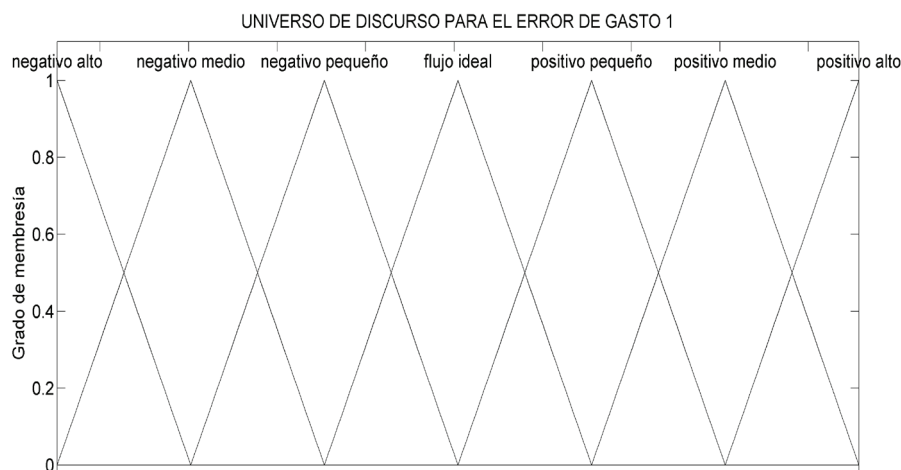 UNIVERSO DE DISCURSO PARA EL ERROR DE GASTO 1
negativo alto negativo medio negativo pequeño flujo ideal positivo pequeño positivo medio positivo alto
1
0.8
0.6
0.4
0.2
0
Grado de membresía